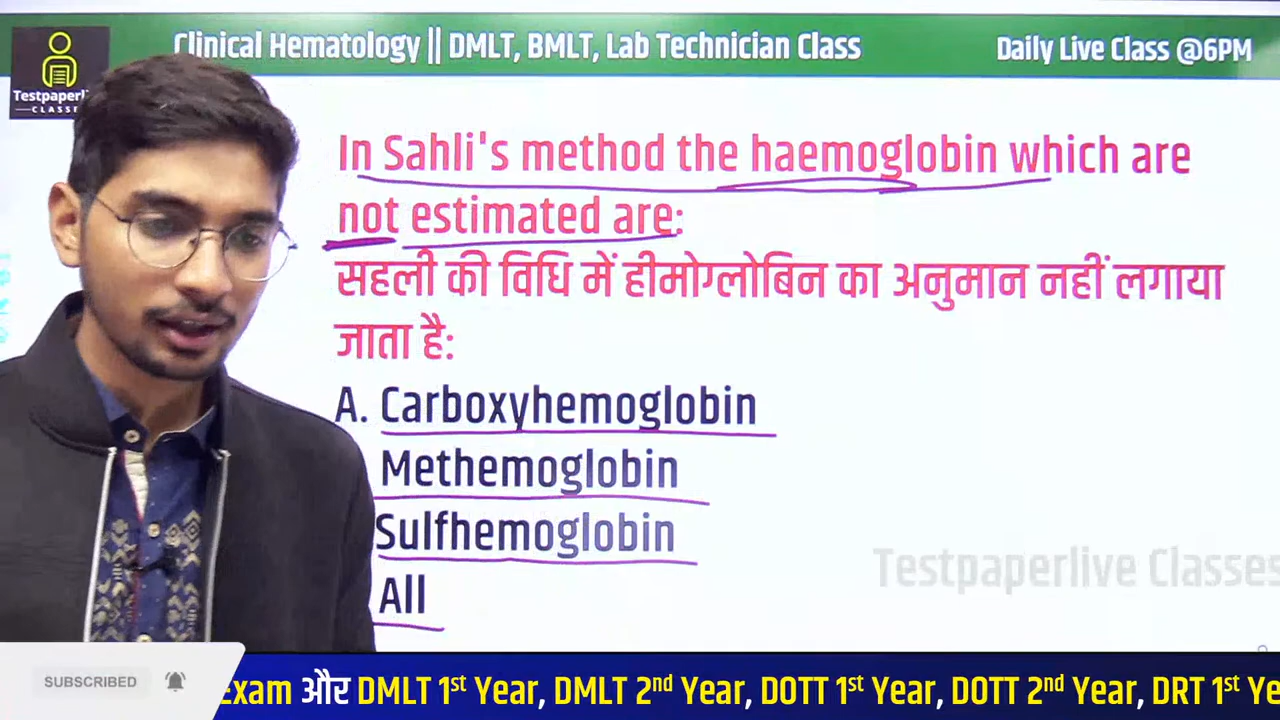 Clinical Hematology || DMLT, BMLT, Lab Technician Class
Daily Live Class @6PM
CLASSE
In Sahli's method the haemoglobin which are
not estimated are:
सहली की विधि में हीमोग्लोबिन का अनुमान नहीं लगाया
जाता है:
A. Carboxyhemoglobin
Methemoglobin
Sulfhemoglobin
All
Testpaperlive Classes
SUBSCRIBED
Exam और DMLT 1st Year, DMLT 2nd Year, DOTT 1st Year, DOTT 2nd Year, DRT 1st Ye